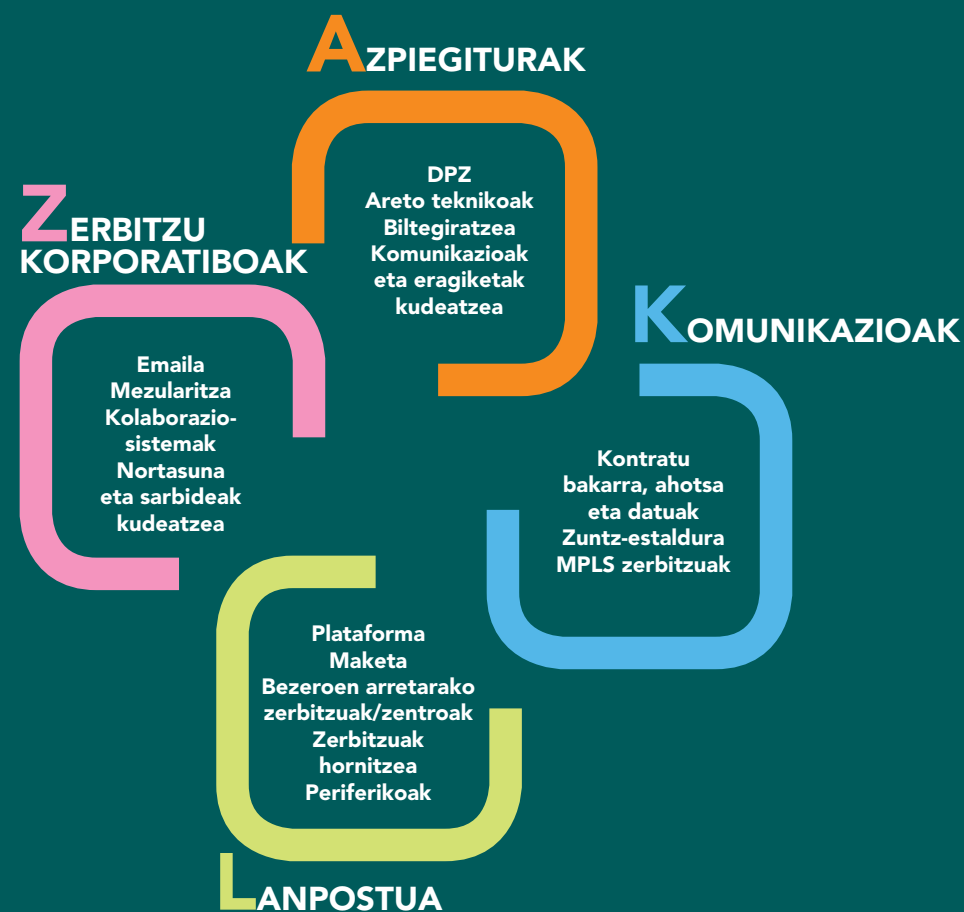 AZPIEGITURAK
DPZ
Areto teknikoak
Biltegiratzea
Komunikazioak
eta eragiketak
kudeatzea
ZERBITZU
KORPORATIBOAK
Emaila
Mezularitza
Kolaborazio-
sistemak
Nortasuna
eta sarbideak
kudeatzea
KOMUNIKAZIOAK
Kontratu
bakarra, ahotsa
eta datuak
Zuntz-estaldura
MPLS zerbitzuak
Plataforma
Maketa
Bezeroen arretarako
zerbitzuak/zentroak
Zerbitzuak
hornitzea
Periferikoak
LANPOSTUA